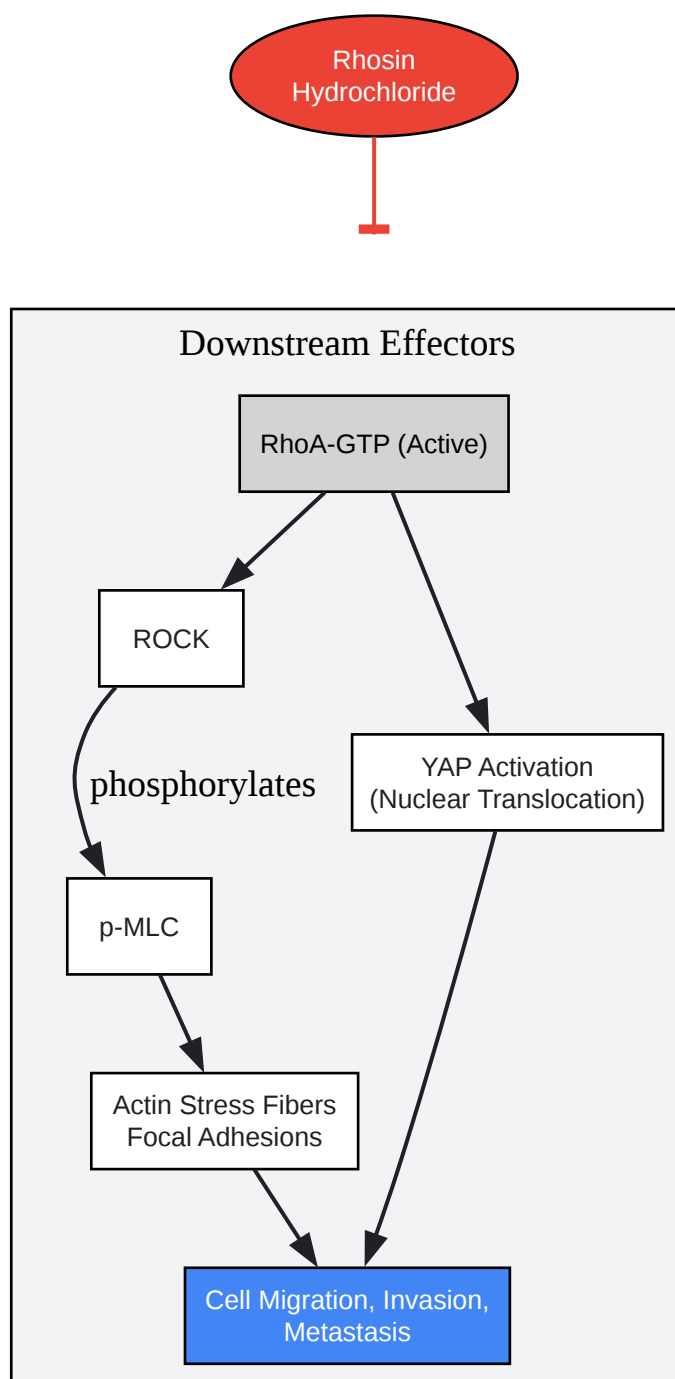 Rhosin
Hydrochloride
Downstream Effectors
RhoA-GTP (Active)
ROCK
YAP Activation
(Nuclear Translocation)
phosphorylates
p-MLC
Actin Stress Fibers
Focal Adhesions
Cell Migration, Invasion,
Metastasis